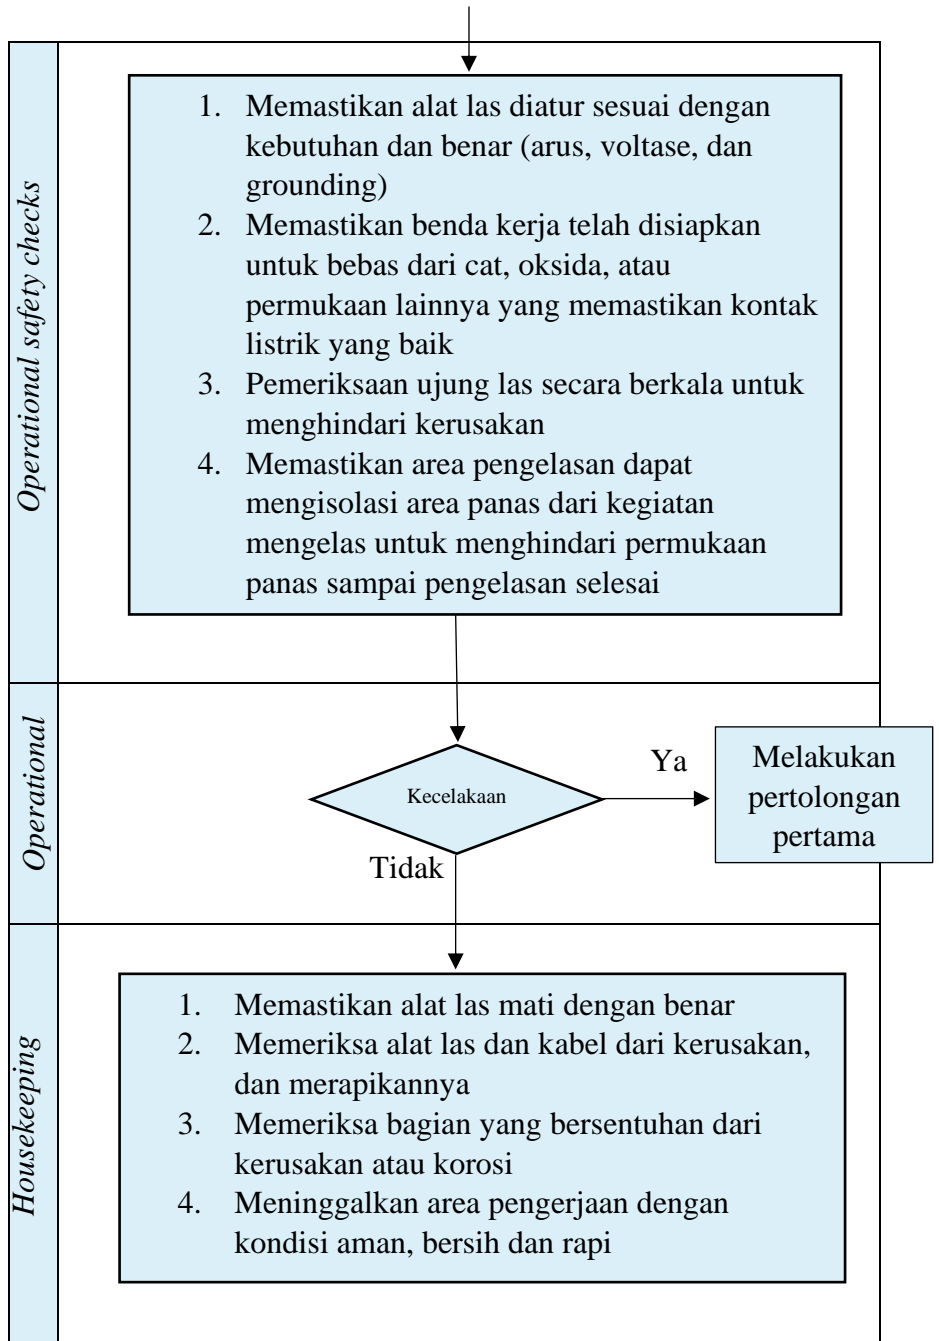 Operational safety checks
1. Memastikan alat las diatur sesuai dengan
kebutuhan dan benar (arus, voltase, dan
grounding)
2. Memastikan benda kerja telah disiapkan
untuk bebas dari cat, oksida, atau
permukaan lainnya yang memastikan kontak
listrik yang baik
3. Pemeriksaan ujung las secara berkala untuk
menghindari kerusakan
4. Memastikan area pengelasan dapat
mengisolasi area panas dari kegiatan
mengelas untuk menghindari permukaan
panas sampai pengelasan selesai
Operational
Kecelakaan
Ya
Melakukan
pertolongan
pertama
Tidak
Housekeeping
1. Memastikan alat las mati dengan benar
2. Memeriksa alat las dan kabel dari kerusakan,
dan merapikannya
3. Memeriksa bagian yang bersentuhan dari
kerusakan atau korosi
4. Meninggalkan area pengerjaan dengan
kondisi aman, bersih dan rapi